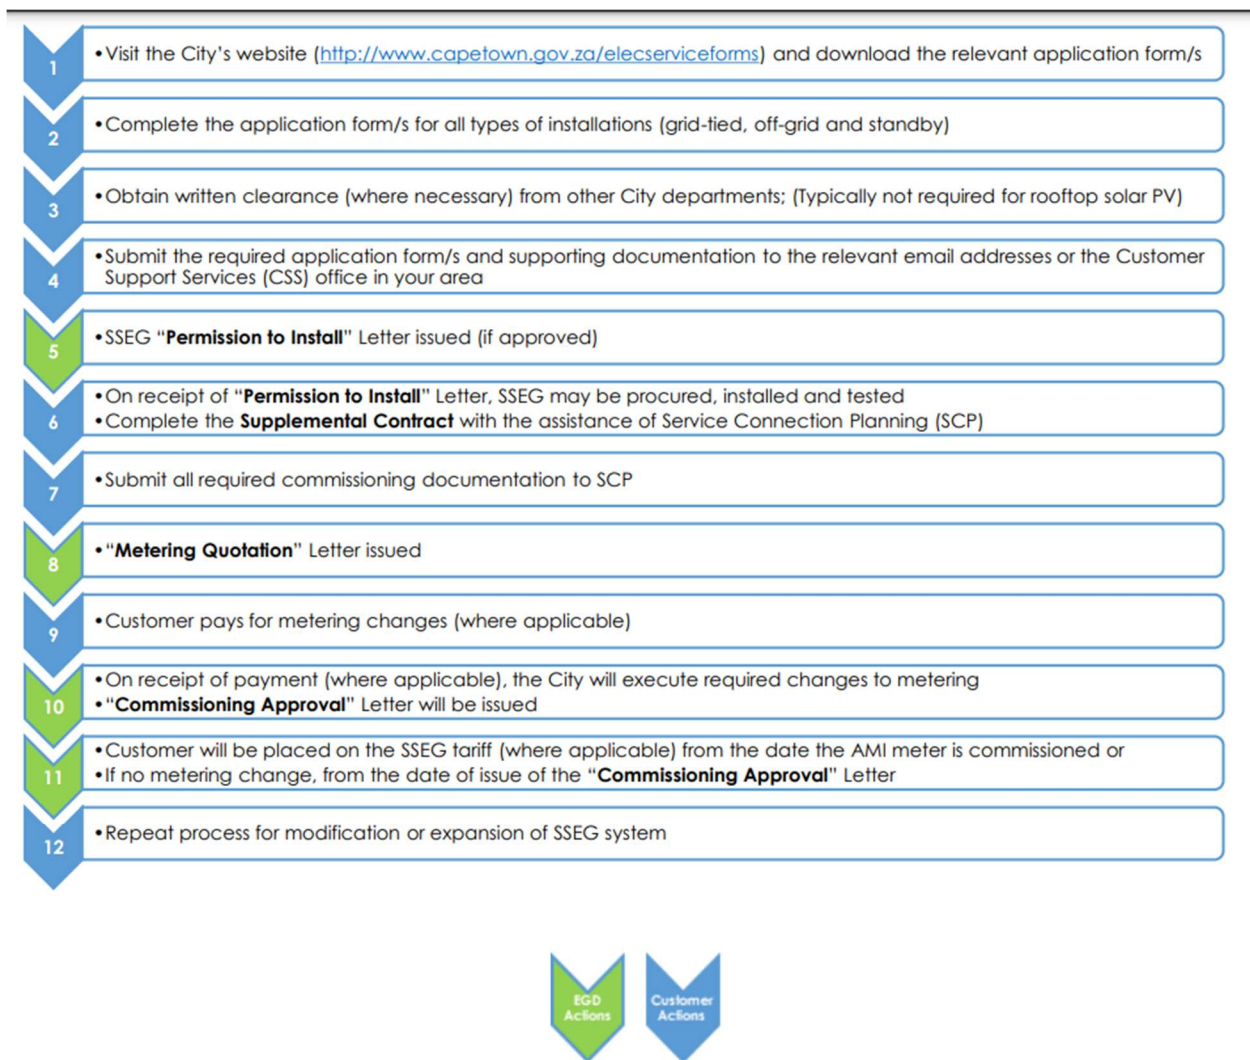 1
•Visit the City's website (http://www.capetown.gov.za/elecserviceforms) and download the relevant application form/s
2
•Complete the application form/s for all types of installations (grid-tied, off-grid and standby)
3
•Obtain written clearance (where necessary) from other City departments; (Typically not required for rooftop solar PV)
4
•Submit the required application form/s and supporting documentation to the relevant email addresses or the Customer
Support Services (CSS) office in your area
5
•SSEG “Permission to Install” Letter issued (if approved)
6
•On receipt of “Permission to Install” Letter, SSEG may be procured, installed and tested
•Complete the Supplemental Contract with the assistance of Service Connection Planning (SCP)
7
•Submit all required commissioning documentation to SCP
8
•“Metering Quotation” Letter issued
9
•Customer pays for metering changes (where applicable)
10
•On receipt of payment (where applicable), the City will execute required changes to metering
•“Commissioning Approval” Letter will be issued
11
•Customer will be placed on the SSEG tariff (where applicable) from the date the AMI meter is commissioned or
•If no metering change, from the date of issue of the “Commissioning Approval” Letter
12
•Repeat process for modification or expansion of SSEG system
EGD
Actions
Customer
Actions